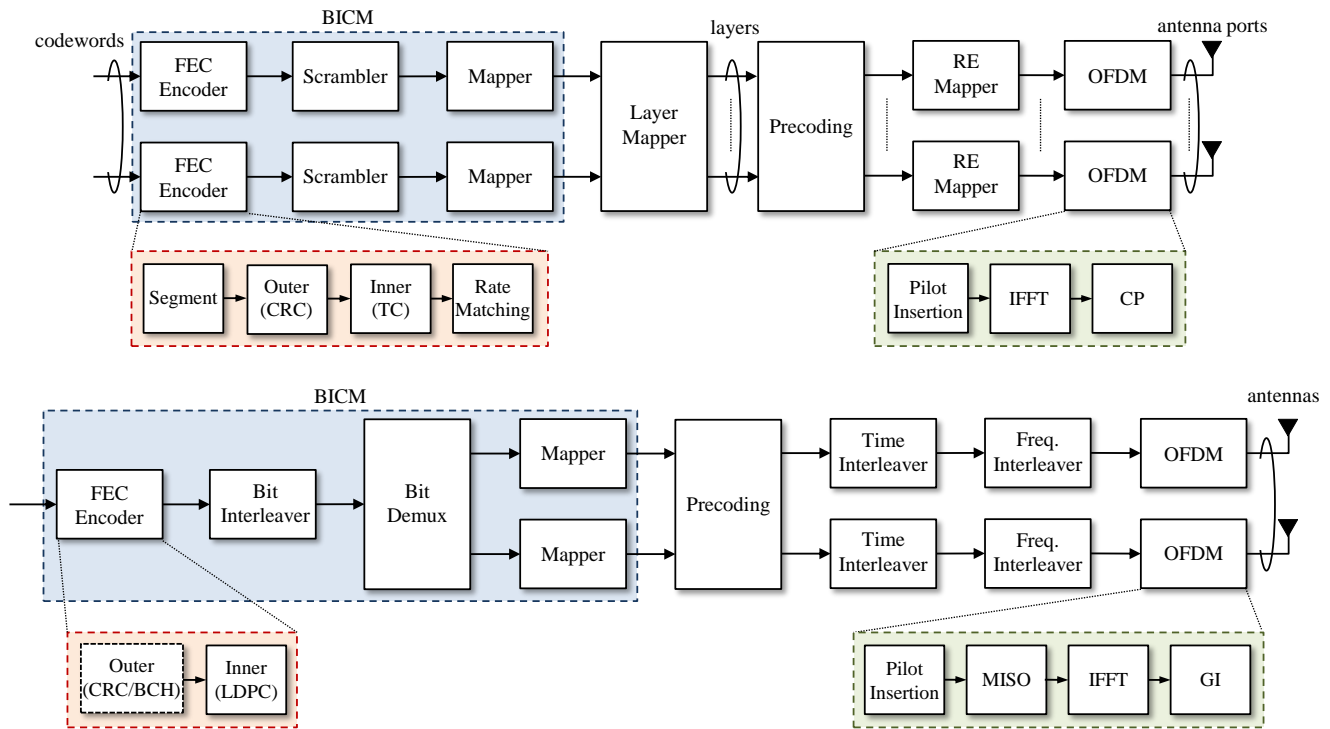 BICM
codewords
layers
antenna ports
FEC
Encoder
Scrambler
Mapper
Layer
Mapper
Precoding
RE
Mapper
OFDM
FEC
Encoder
Scrambler
Mapper
RE
Mapper
OFDM
Segment
Outer
(CRC)
Inner
(TC)
Rate
Matching
Pilot
Insertion
IFFT
CP
BICM
antennas
FEC
Encoder
Bit
Interleaver
Bit
Demux
Mapper
Mapper
Precoding
Time
Interleaver
Freq.
Interleaver
OFDM
Time
Interleaver
Freq.
Interleaver
OFDM
Outer
(CRC/BCH)
Inner
(LDPC)
Pilot
Insertion
MISO
IFFT
GI